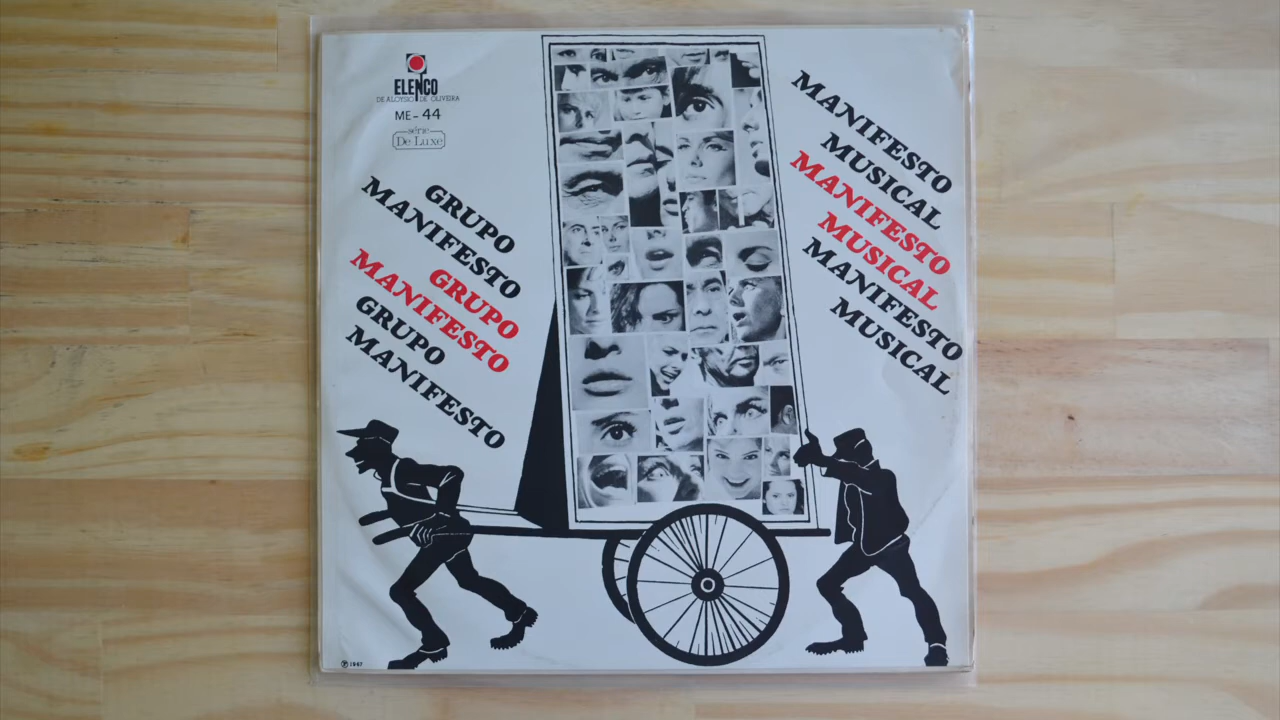 ELENCO
DE ALOYSIO DE OLIVEIRA
ME-44
série
De Luxe
GRUPO
MANIFESTO
GRUPO
MANIFESTO
GRUPO
MANIFESTO
MANIFESTO
MUSICAL
MANIFESTO
MUSICAL
MANIFESTO
MUSICAL
℗ 1967